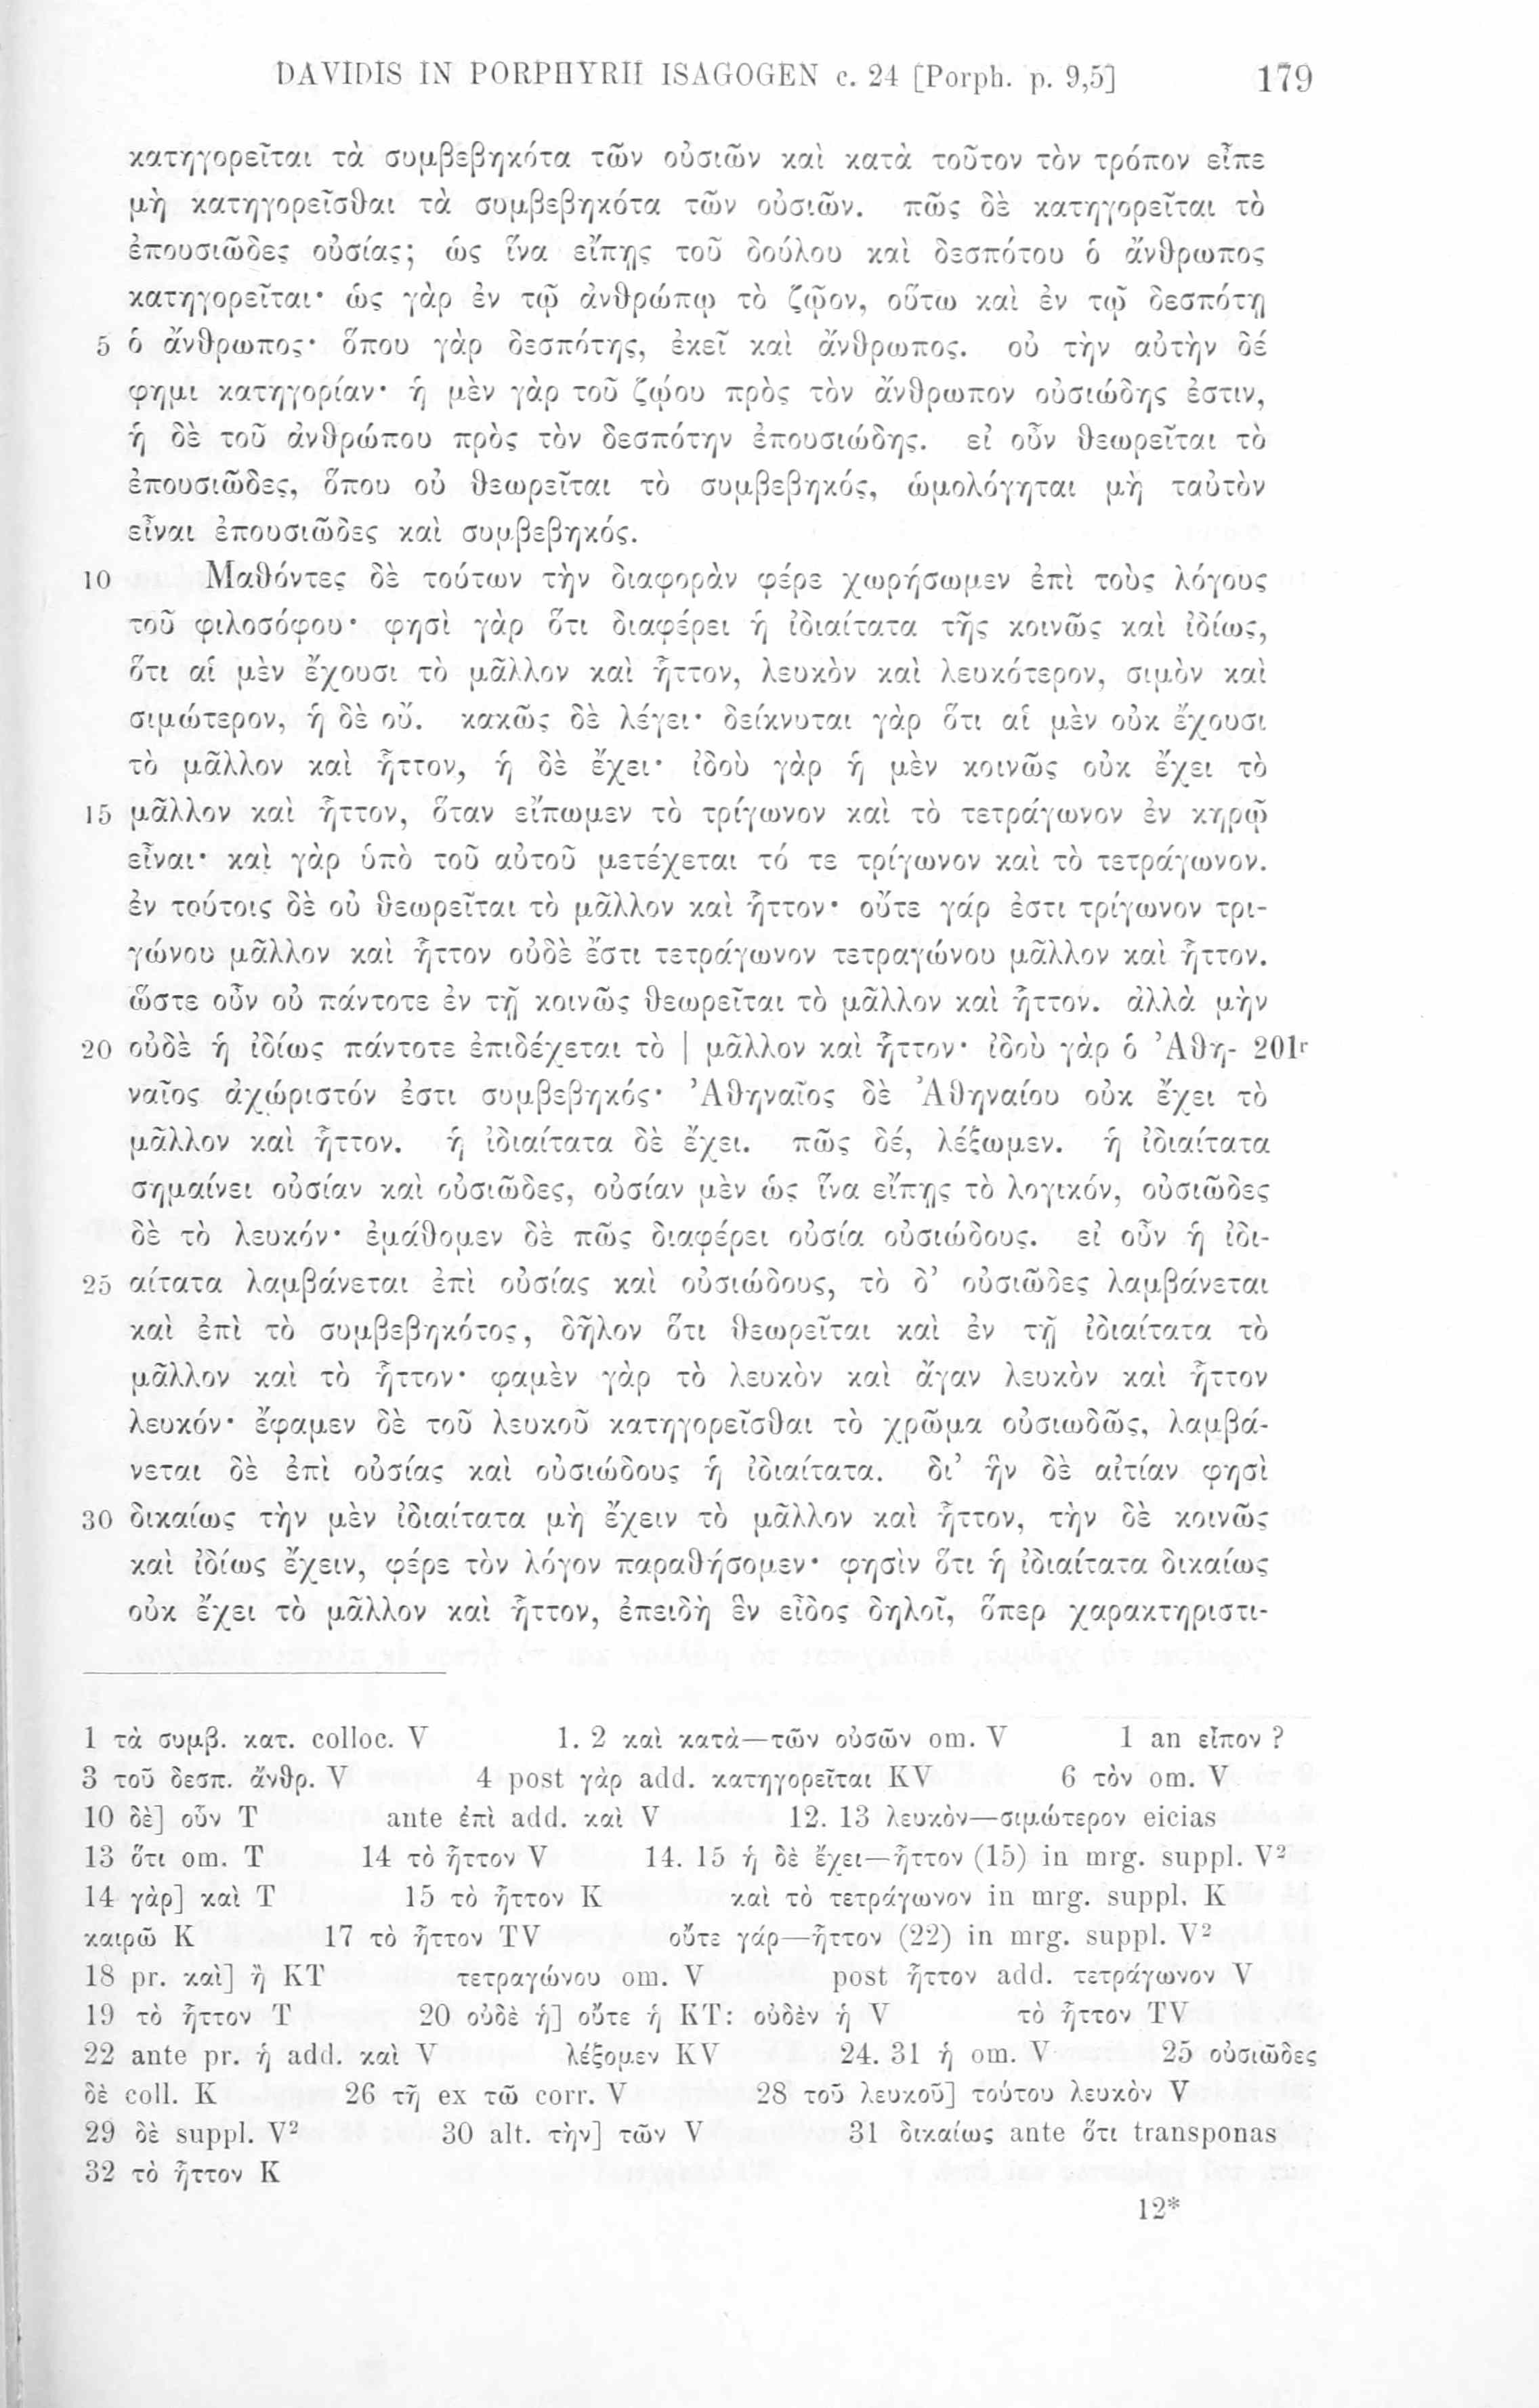 DAVIDIS IN PORPHYRII ISAGOGEN c. 24 [Porph. p. 9,5] 179
κατηγορεῖται τὰ συμβεβηκότα τῶν οὐσιῶν καὶ κατὰ τοῦτον τὸν τρόπον εἶπε
μὴ κατηγορεῖσθαι τὰ συμβεβηκότα τῶν οὐσιῶν. πῶς δὲ κατηγορεῖται τὸ
ἐπουσιῶδες οὐσίας; ὡς ἵνα εἴπῃς τοῦ δούλου καὶ δεσπότου ὁ ἄνθρωπος
κατηγορεῖται· ὡς γὰρ ἐν τῷ ἀνθρώπῳ τὸ ζῷον, οὕτω καὶ ἐν τῷ δεσπότῃ
5 ὁ ἄνθρωπος· ὅπου γὰρ δεσπότης, ἐκεῖ καὶ ἄνθρωπος. οὐ τὴν αὐτὴν δέ
φημι κατηγορίαν· ἡ μὲν γὰρ τοῦ ζῴου πρὸς τὸν ἄνθρωπον οὐσιώδης ἐστιν,
ἡ δὲ τοῦ ἀνθρώπου πρὸς τὸν δεσπότην ἐπουσιώδης. εἰ οὖν θεωρεῖται τὸ
ἐπουσιῶδες, ὅπου οὐ θεωρεῖται τὸ συμβεβηκός, ὡμολόγηται μὴ ταὐτὸν
εἶναι ἐπουσιῶδες καὶ συμβεβηκός.
10 Μαθόντες δὲ τούτων τὴν διαφορὰν φέρε χωρήσωμεν ἐπὶ τοὺς λόγους
τοῦ φιλοσόφου· φησὶ γὰρ ὅτι διαφέρει ἡ ἰδιαίτατα τῆς κοινῶς καὶ ἰδίως,
ὅτι αἱ μὲν ἔχουσι τὸ μᾶλλον καὶ ἧττον, λευκὸν καὶ λευκότερον, σιμὸν καὶ
σιμώτερον, ἡ δὲ οὔ. κακῶς δὲ λέγει· δείκνυται γὰρ ὅτι αἱ μὲν οὐκ ἔχουσι
τὸ μᾶλλον καὶ ἧττον, ἡ δὲ ἔχει· ἰδοὺ γὰρ ἡ μὲν κοινῶς οὐκ ἔχει τὸ
15 μᾶλλον καὶ ἧττον, ὅταν εἴπωμεν τὸ τρίγωνον καὶ τὸ τετράγωνον ἐν κηρῷ
εἶναι· καὶ γὰρ ὑπὸ τοῦ αὐτοῦ μετέχεται τό τε τρίγωνον καὶ τὸ τετράγωνον.
ἐν τούτοις δὲ οὐ θεωρεῖται τὸ μᾶλλον καὶ ἧττον· οὔτε γάρ ἐστι τρίγωνον τρι-
γώνου μᾶλλον καὶ ἧττον οὐδὲ ἔστι τετράγωνον τετραγώνου μᾶλλον καὶ ἧττον.
ὥστε οὖν οὐ πάντοτε ἐν τῇ κοινῶς θεωρεῖται τὸ μᾶλλον καὶ ἧττον. ἀλλὰ μὴν
20 οὐδὲ ἡ ἰδίως πάντοτε ἐπιδέχεται τὸ | μᾶλλον καὶ ἧττον· ἰδοὺ γὰρ ὁ Ἀθη- 201r
ναῖος ἀχώριστόν ἐστι συμβεβηκός· Ἀθηναῖος δὲ Ἀθηναίου οὐκ ἔχει τὸ
μᾶλλον καὶ ἧττον. ἡ ἰδιαίτατα δὲ ἔχει. πῶς δέ, λέξωμεν. ἡ ἰδιαίτατα
σημαίνει οὐσίαν καὶ οὐσιῶδες, οὐσίαν μὲν ὡς ἵνα εἴπῃς τὸ λογικόν, οὐσιῶδες
δὲ τὸ λευκόν· ἐμάθομεν δὲ πῶς διαφέρει οὐσία οὐσιώδους. εἰ οὖν ἡ ἰδι-
25 αίτατα λαμβάνεται ἐπὶ οὐσίας καὶ οὐσιώδους, τὸ δ’ οὐσιῶδες λαμβάνεται
καὶ ἐπὶ τὸ συμβεβηκότος, δῆλον ὅτι θεωρεῖται καὶ ἐν τῇ ἰδιαίτατα τὸ
μᾶλλον καὶ τὸ ἧττον· φαμὲν γὰρ τὸ λευκὸν καὶ ἄγαν λευκὸν καὶ ἧττον
λευκόν· ἔφαμεν δὲ τοῦ λευκοῦ κατηγορεῖσθαι τὸ χρῶμα οὐσιωδῶς, λαμβά-
νεται δὲ ἐπὶ οὐσίας καὶ οὐσιώδους ἡ ἰδιαίτατα. δι’ ἣν δὲ αἰτίαν φησὶ
30 δικαίως τὴν μὲν ἰδιαίτατα μὴ ἔχειν τὸ μᾶλλον καὶ ἧττον, τὴν δὲ κοινῶς
καὶ ἰδίως ἔχειν, φέρε τὸν λόγον παραθήσομεν· φησὶν ὅτι ἡ ἰδιαίτατα δικαίως
οὐκ ἔχει τὸ μᾶλλον καὶ ἧττον, ἐπειδὴ ἓν εἶδος δηλοῖ, ὅπερ χαρακτηριστι-
1 τὰ συμβ. κατ. colloc. V 1. 2 καὶ κατὰ—τῶν οὐσῶν om. V 1 an εἶπον ?
3 τοῦ δεσπ. ἄνθρ. V 4 post γὰρ add. κατηγορεῖται KV 6 τὸν om. V
10 δὲ] οὖν T ante ἐπὶ add. καὶ V 12. 13 λευκὸν—σιμώτερον eicias
13 ὅτι om. T 14 τὸ ἧττον V 14. 15 ἡ δὲ ἔχει—ἧττον (15) in mrg. suppl. V²
14 γὰρ] καὶ T 15 τὸ ἧττον K καὶ τὸ τετράγωνον in mrg. suppl. K
καιρῶ K 17 τὸ ἧττον TV οὔτε γάρ—ἧττον (22) in mrg. suppl. V²
18 pr. καὶ] ἢ KT τετραγώνου om. V post ἧττον add. τετράγωνον V
19 τὸ ἧττον T 20 οὐδὲ ἡ] οὔτε ἡ KT: οὐδὲν ἡ V τὸ ἧττον TV
22 ante pr. ἡ add. καὶ V λέξομεν KV 24. 31 ἡ om. V 25 οὐσιῶδες
δὲ coll. K 26 τῆ ex τῶ corr. V 28 τοῦ λευκοῦ] τούτου λευκὸν V
29 δὲ suppl. V² 30 alt. τὴν] τῶν V 31 δικαίως ante ὅτι transponas
32 τὸ ἧττον K
12*